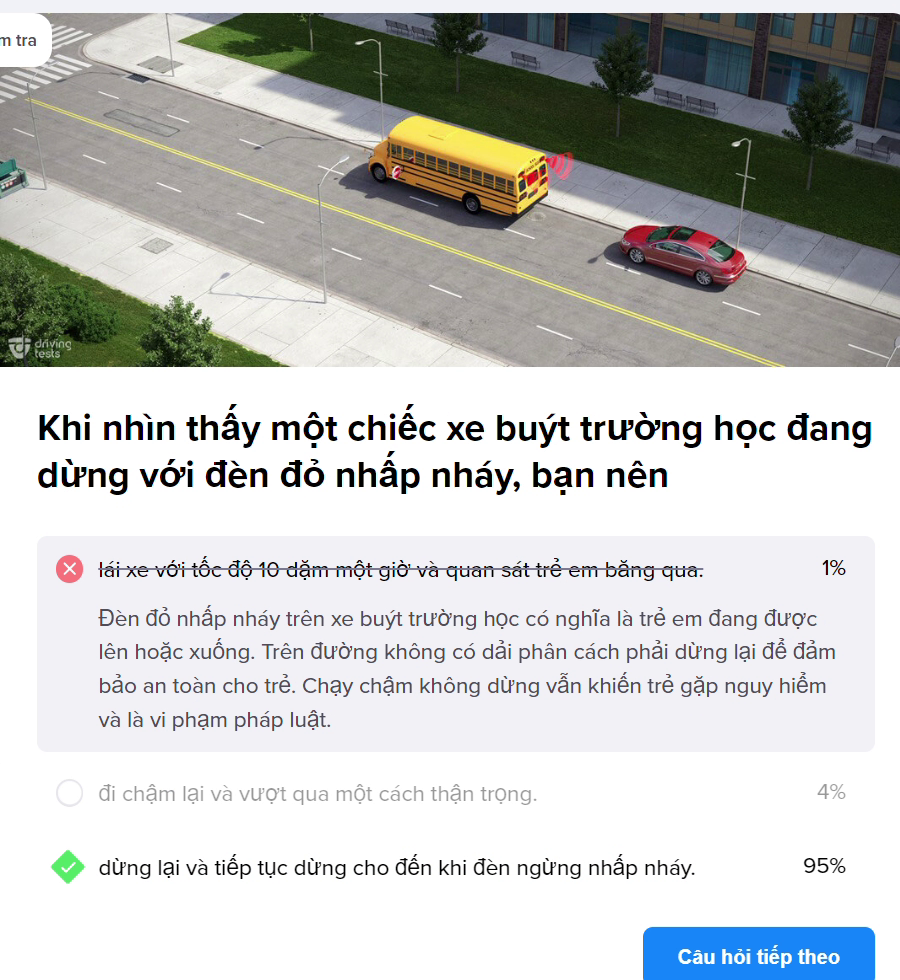 m tra
driving
tests
Khi nhìn thấy một chiếc xe buýt trường học đang
dừng với đèn đỏ nhấp nháy, bạn nên
lái xe với tốc độ 10 dặm một giờ và quan sát trẻ em băng qua.
1%
Đèn đỏ nhấp nháy trên xe buýt trường học có nghĩa là trẻ em đang được
lên hoặc xuống. Trên đường không có dải phân cách phải dừng lại để đảm
bảo an toàn cho trẻ. Chạy chậm không dừng vẫn khiến trẻ gặp nguy hiểm
và là vi phạm pháp luật.
đi chậm lại và vượt qua một cách thận trọng.
4%
dừng lại và tiếp tục dừng cho đến khi đèn ngừng nhấp nháy.
95%
Câu hỏi tiếp theo